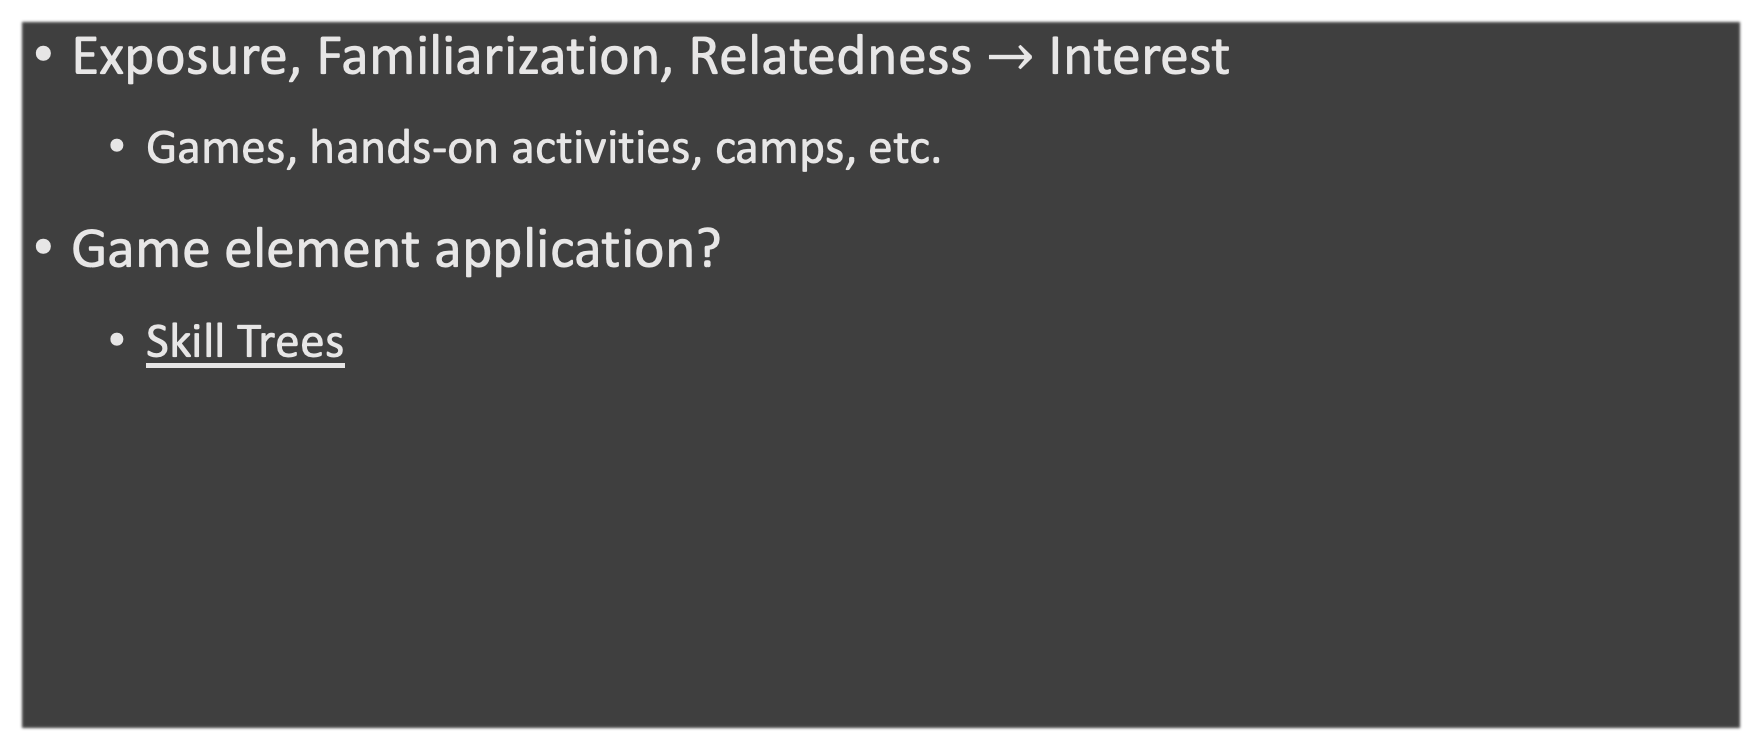 • Exposure, Familiarization, Relatedness → Interest
• Games, hands-on activities, camps, etc.
• Game element application?
• Skill Trees